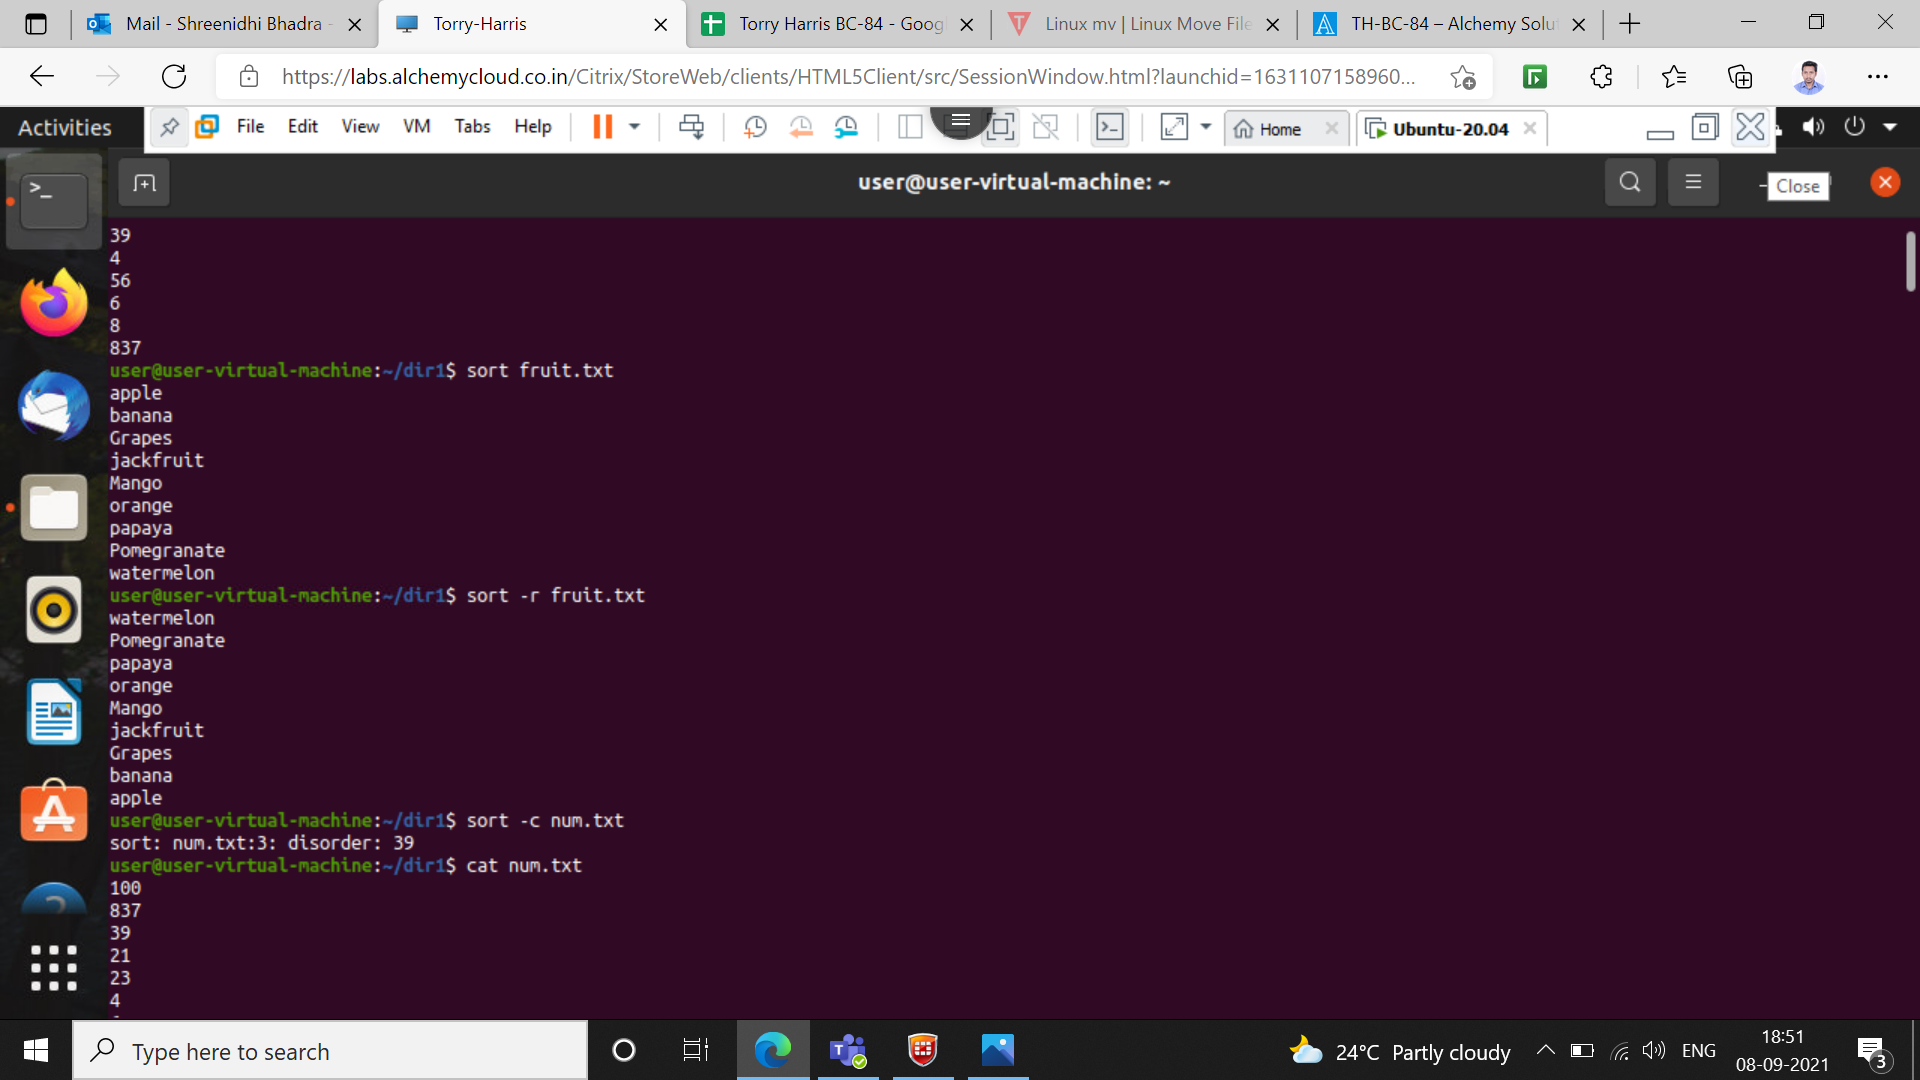 Mail - Shreenidhi Bhadra -
Torry-Harris
Torry Harris BC-84 - Goog
Linux mv | Linux Move File
TH-BC-84 – Alchemy Solu
https://labs.alchemycloud.co.in/Citrix/StoreWeb/clients/HTML5Client/src/SessionWindow.html?launchid=1631107158960...
Activities
File Edit View VM Tabs Help
Home
Ubuntu-20.04
user@user-virtual-machine: ~
Close
39
4
56
6
8
837
user@user-virtual-machine:~/dir1$ sort fruit.txt
apple
banana
Grapes
jackfruit
Mango
orange
papaya
Pomegranate
watermelon
user@user-virtual-machine:~/dir1$ sort -r fruit.txt
watermelon
Pomegranate
papaya
orange
Mango
jackfruit
Grapes
banana
apple
user@user-virtual-machine:~/dir1$ sort -c num.txt
sort: num.txt:3: disorder: 39
user@user-virtual-machine:~/dir1$ cat num.txt
100
837
39
21
23
4
Type here to search
24°C Partly cloudy
ENG
18:51
08-09-2021
3